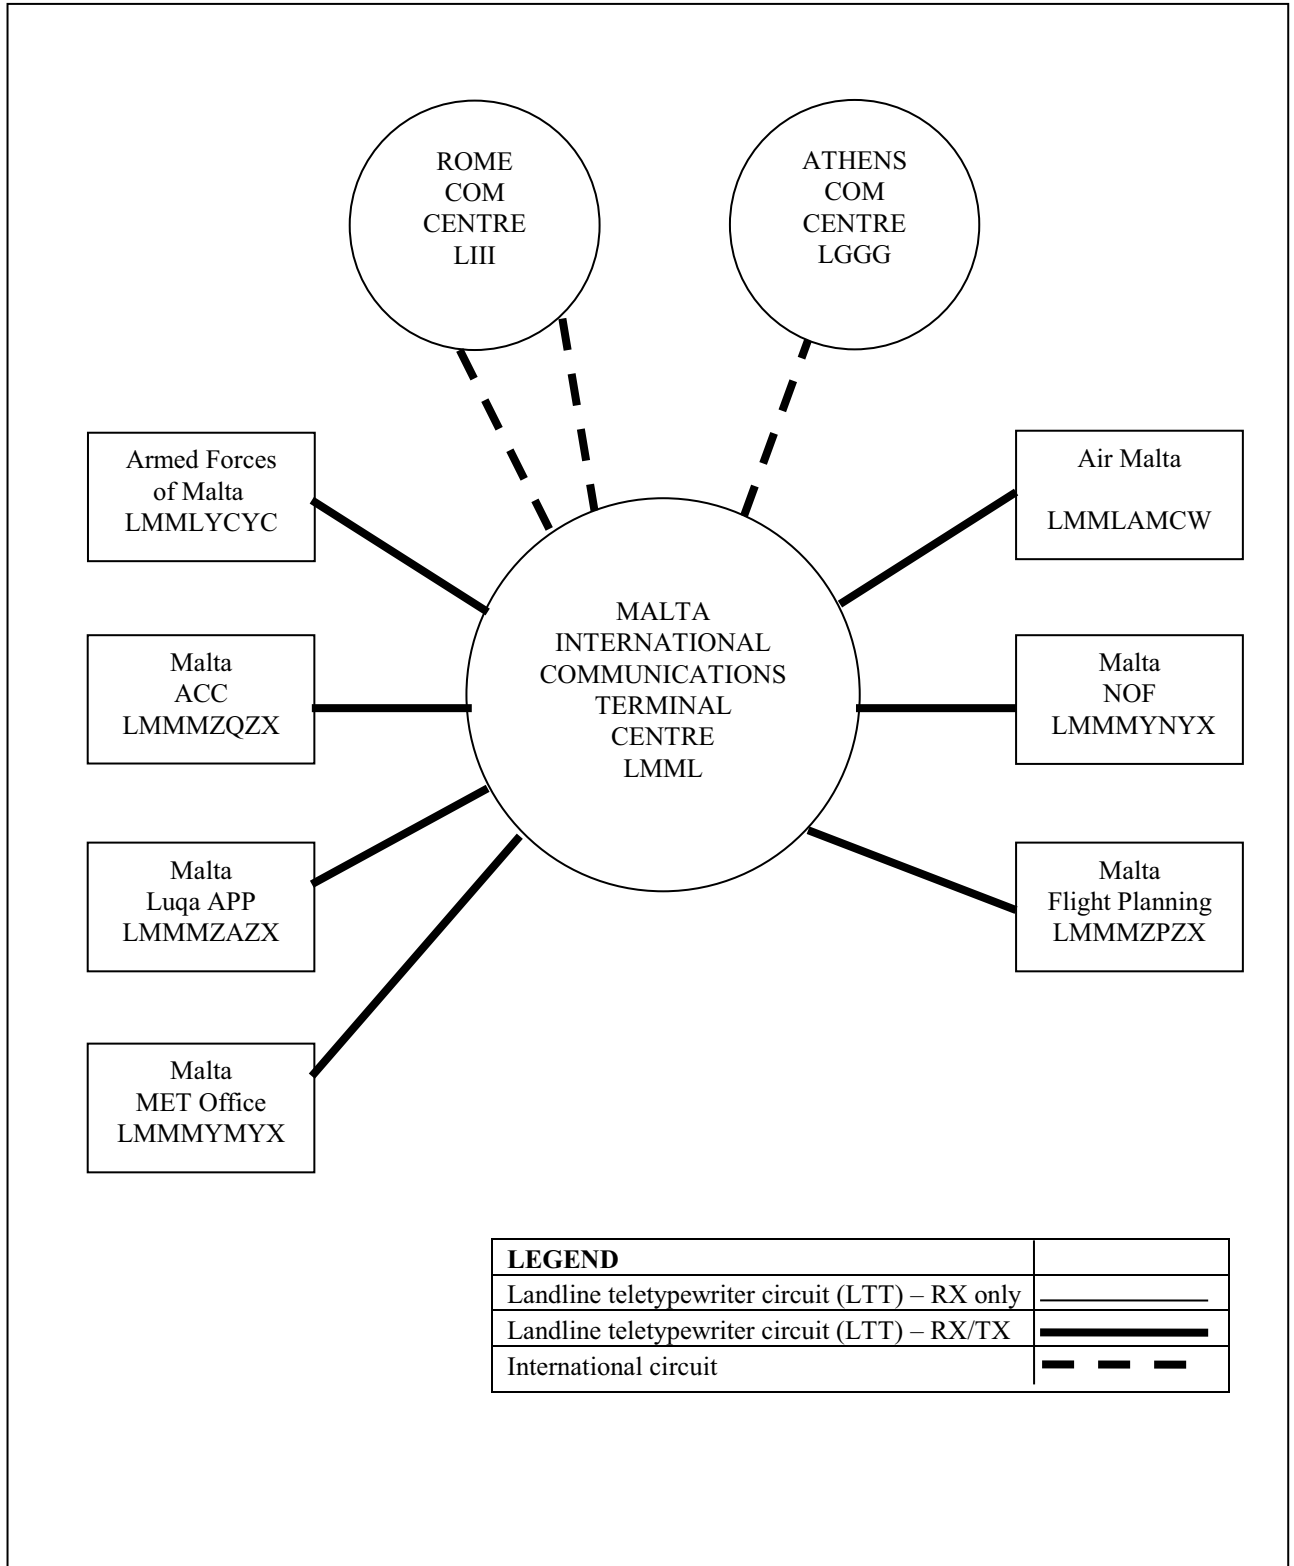 ROME
COM
CENTRE
LIII
ATHENS
COM
CENTRE
LGGG
Armed Forces
of Malta
LMMLYCYC
Air Malta
LMMLAMCW
MALTA
INTERNATIONAL
COMMUNICATIONS
TERMINAL
CENTRE
LMML
Malta
ACC
LMMMZQZX
Malta
NOF
LMMMYNYX
Malta
Luqa APP
LMMMZAZX
Malta
Flight Planning
LMMMZPZX
Malta
MET Office
LMMMYMYX
LEGEND
Landline teletypewriter circuit (LTT) – RX only
Landline teletypewriter circuit (LTT) – RX/TX
International circuit